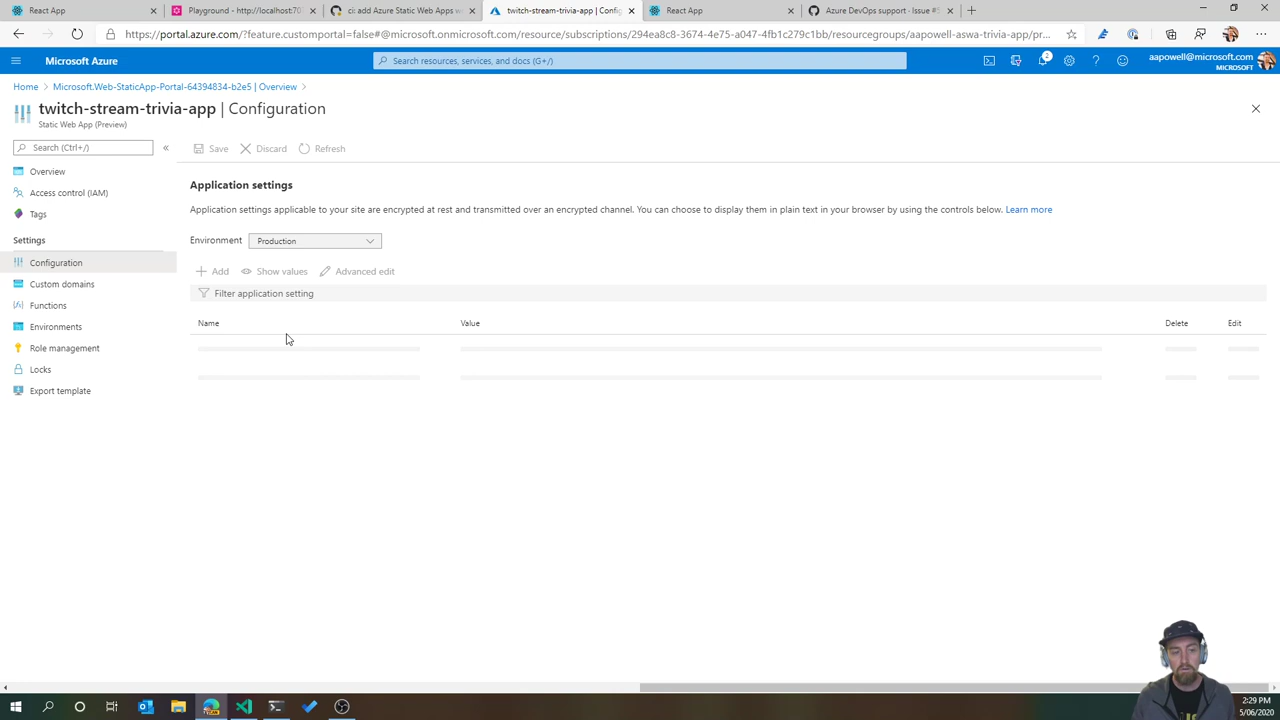 React App
Playground - http://localhost:70
ci: add Azure Static Web Apps w
twitch-stream-trivia-app | Config
React App
Azure DevOps support · Issue #5
https://portal.azure.com/?feature.customportal=false#@microsoft.onmicrosoft.com/resource/subscriptions/294ea8c8-3674-4e75-a047-4fb1c279c1bb/resourcegroups/aapowell-aswa-trivia-app/pr...
Microsoft Azure
Search resources, services, and docs (G+/)
2
aapowell@microsoft.com
MICROSOFT
Home > Microsoft.Web-StaticApp-Portal-64394834-b2e5 | Overview >
twitch-stream-trivia-app | Configuration
Static Web App (Preview)
Search (Ctrl+/)
«
Save
Discard
Refresh
Overview
Access control (IAM)
Tags
Settings
Configuration
Custom domains
Functions
Environments
Role management
Locks
Export template
Application settings
Application settings applicable to your site are encrypted at rest and transmitted over an encrypted channel. You can choose to display them in plain text in your browser by using the controls below. Learn more
Environment Production
Add
Show values
Advanced edit
Filter application setting
Name Value Delete Edit
2:29 PM
5/06/2020